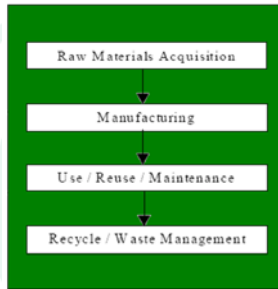 Raw Materials Acquisition
Manufacturing
Use / Reuse / Maintenance
Recycle / Waste Management